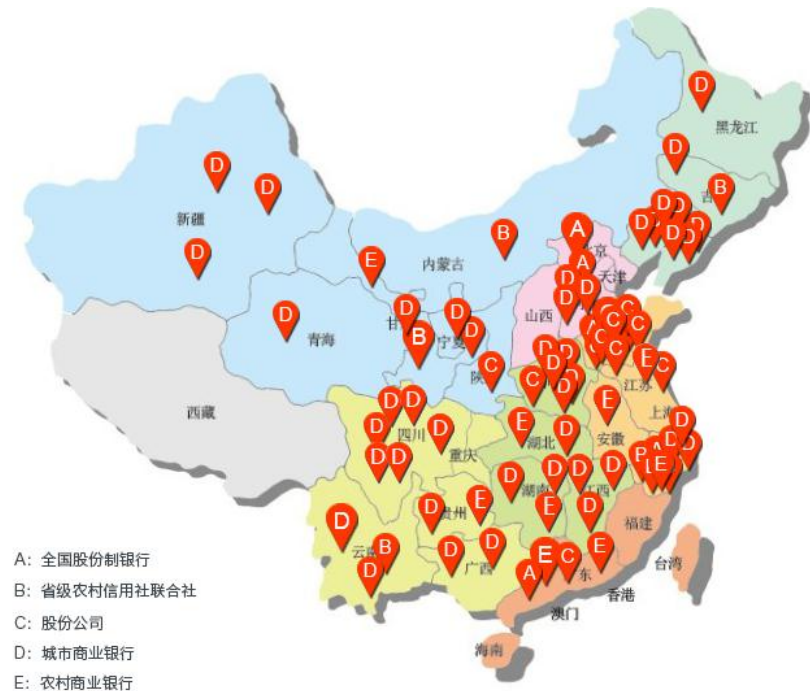 D
黑龙江
D
D
B
吉
D
D
D
D
D
D
新疆
D
B
A
京
内蒙古
A
天津
D
E
D
D
D
D
D
山西
C
C
C
青海
甘
B
宁夏
D
A
C
D
C
E
C
陕
C
D
D
江苏
西藏
D
D
E
上海
D
四川
D
E
D
安徽
D
湖北
重庆
D
A
D
D
D
D
D
D
湖南
江西
B
E
D
贵州
E
E
D
福建
D
云南
B
D
D
广西
E
C
E
台湾
D
A
东
香港
澳门
海南
A: 全国股份制银行
B: 省级农村信用社联合社
C: 股份公司
D: 城市商业银行
E: 农村商业银行